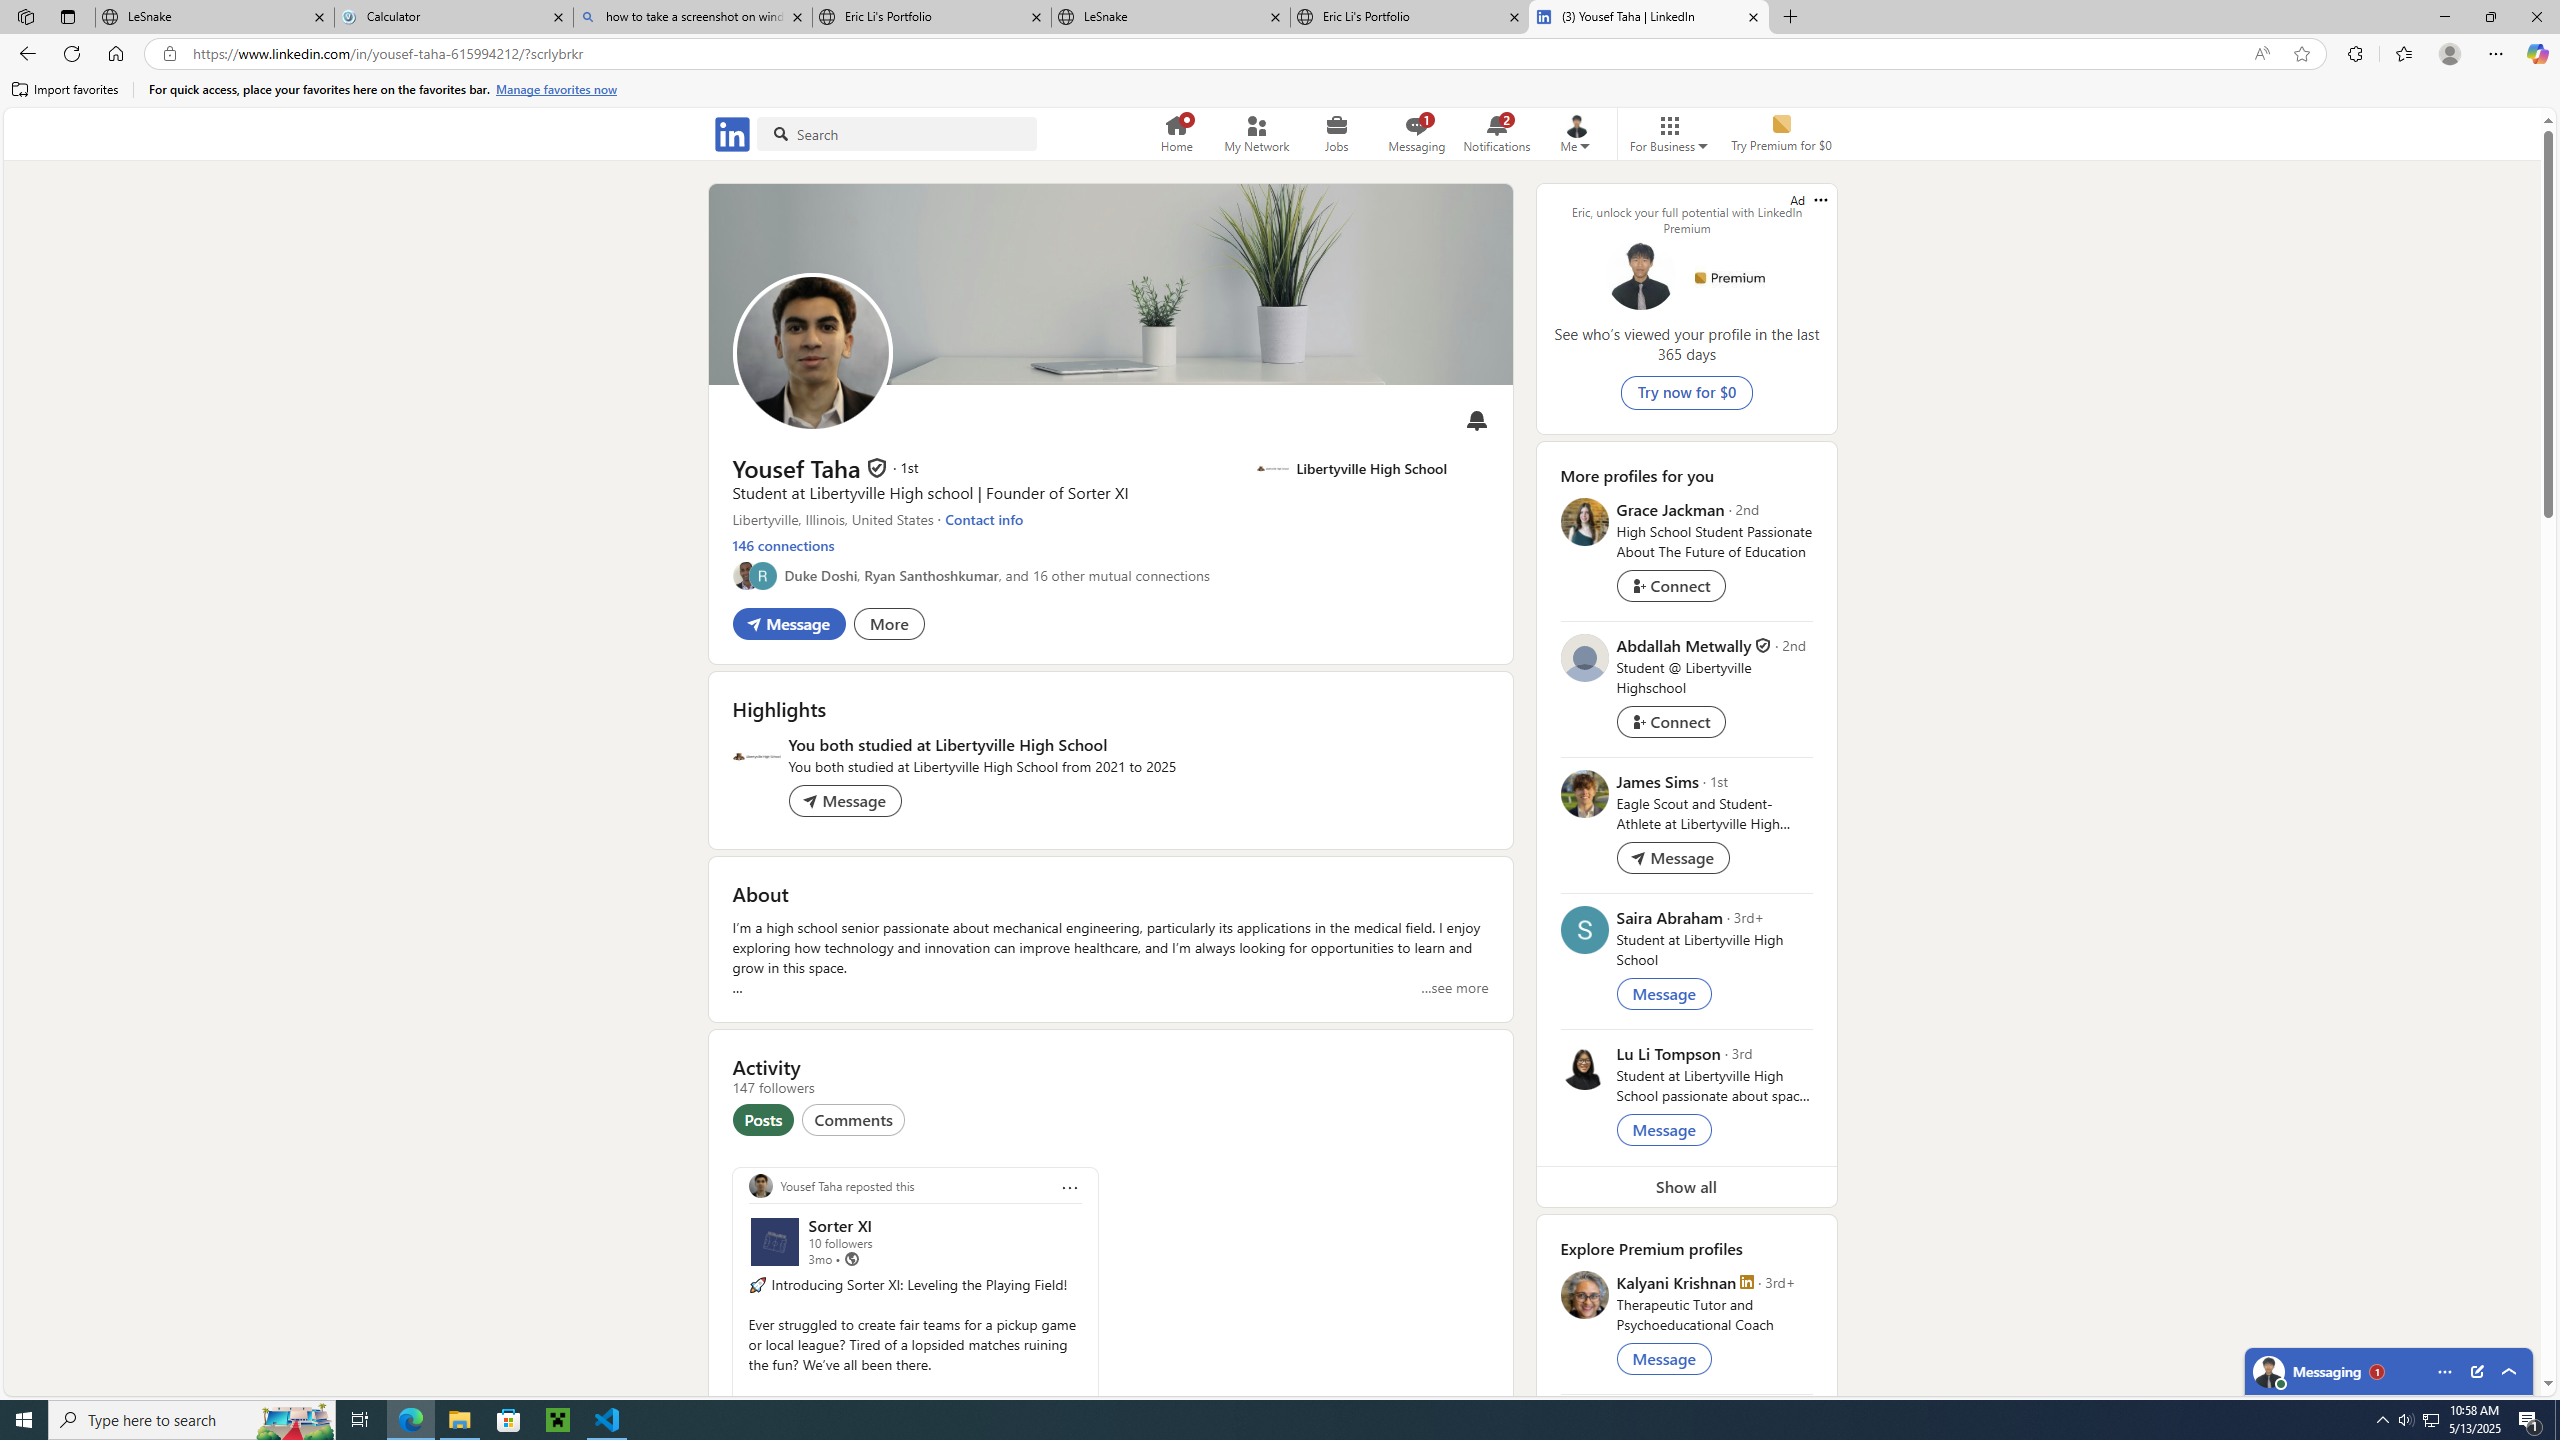 LeSnake
Calculator
how to take a screenshot on wind
Eric Li's Portfolio
LeSnake
Eric Li's Portfolio
(3) Yousef Taha | LinkedIn
https://www.linkedin.com/in/yousef-taha-615994212/?scrlybrkr
Import favorites
For quick access, place your favorites here on the favorites bar. Manage favorites now
in
Search
1
2
Home
My Network
Jobs
Messaging
Notifications
Me
For Business
Try Premium for $0
Yousef Taha · 1st
Libertyville High School
Student at Libertyville High school | Founder of Sorter XI
Libertyville, Illinois, United States · Contact info
146 connections
R
Duke Doshi, Ryan Santhoshkumar, and 16 other mutual connections
Message
More
Highlights
You both studied at Libertyville High School
You both studied at Libertyville High School from 2021 to 2025
Message
About
I'm a high school senior passionate about mechanical engineering, particularly its applications in the medical field. I enjoy
exploring how technology and innovation can improve healthcare, and I'm always looking for opportunities to learn and
grow in this space.
...
...see more
Activity
147 followers
Posts
Comments
Yousef Taha reposted this
Sorter XI
10 followers
3mo •
🚀 Introducing Sorter XI: Leveling the Playing Field!
Ever struggled to create fair teams for a pickup game
or local league? Tired of a lopsided matches ruining
the fun? We've all been there.
Ad
Eric, unlock your full potential with LinkedIn
Premium
Premium
See who's viewed your profile in the last
365 days
Try now for $0
More profiles for you
Grace Jackman · 2nd
High School Student Passionate
About The Future of Education
Connect
Abdallah Metwally · 2nd
Student @ Libertyville
Highschool
Connect
James Sims · 1st
Eagle Scout and Student-
Athlete at Libertyville High...
Message
S
Saira Abraham · 3rd+
Student at Libertyville High
School
Message
Lu Li Tompson · 3rd
Student at Libertyville High
School passionate about spac...
Message
Show all
Explore Premium profiles
Kalyani Krishnan in · 3rd+
Therapeutic Tutor and
Psychoeducational Coach
Message
Messaging 1
Type here to search
10:58 AM
5/13/2025
1